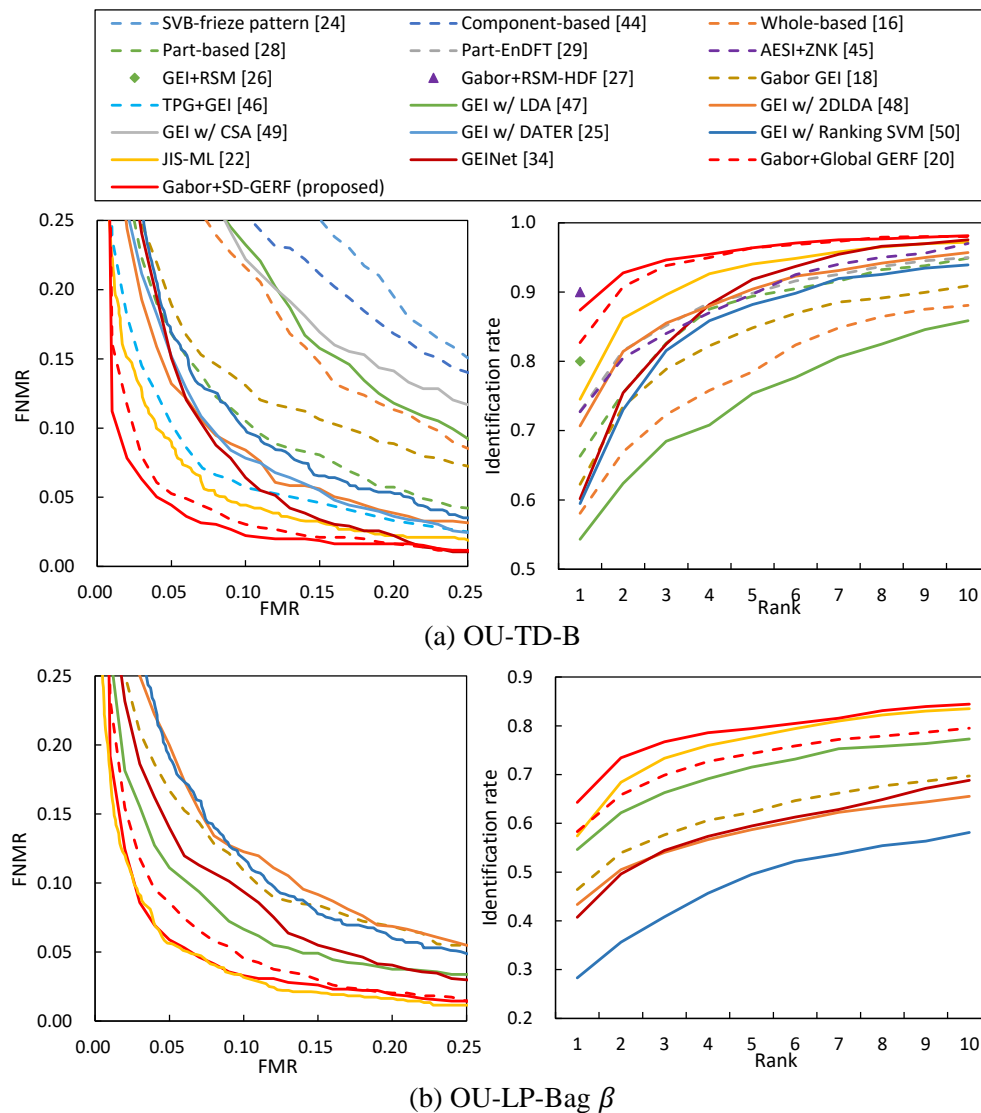 SVB-frieze pattern [24] Component-based [44] Whole-based [16]
Part-based [28] Part-EnDFT [29] AESI+ZNK [45]
GEI+RSM [26] Gabor+RSM-HDF [27] Gabor GEI [18]
TPG+GEI [46] GEI w/ LDA [47] GEI w/ 2DLDA [48]
GEI w/ CSA [49] GEI w/ DATER [25] GEI w/ Ranking SVM [50]
JIS-ML [22] GEINet [34] Gabor+Global GERF [20]
Gabor+SD-GERF (proposed)
FNMR
0.25
0.20
0.15
0.10
0.05
0.00
0.00 0.05 0.10 0.15 0.20 0.25
FMR
Identification rate
1.0
0.9
0.8
0.7
0.6
0.5
1 2 3 4 5 6 7 8 9 10
Rank
(a) OU-TD-B
FNMR
0.25
0.20
0.15
0.10
0.05
0.00
0.00 0.05 0.10 0.15 0.20 0.25
FMR
Identification rate
0.9
0.8
0.7
0.6
0.5
0.4
0.3
0.2
1 2 3 4 5 6 7 8 9 10
Rank
(b) OU-LP-Bag β